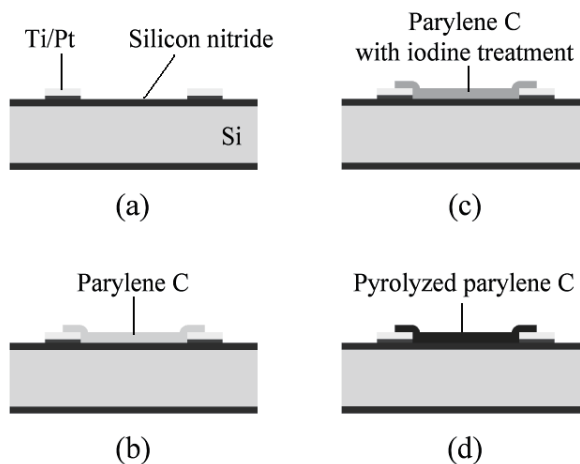 Ti/Pt
Silicon nitride
Si
(a)
Parylene C
(b)
Parylene C
with iodine treatment
(c)
Pyrolyzed parylene C
(d)